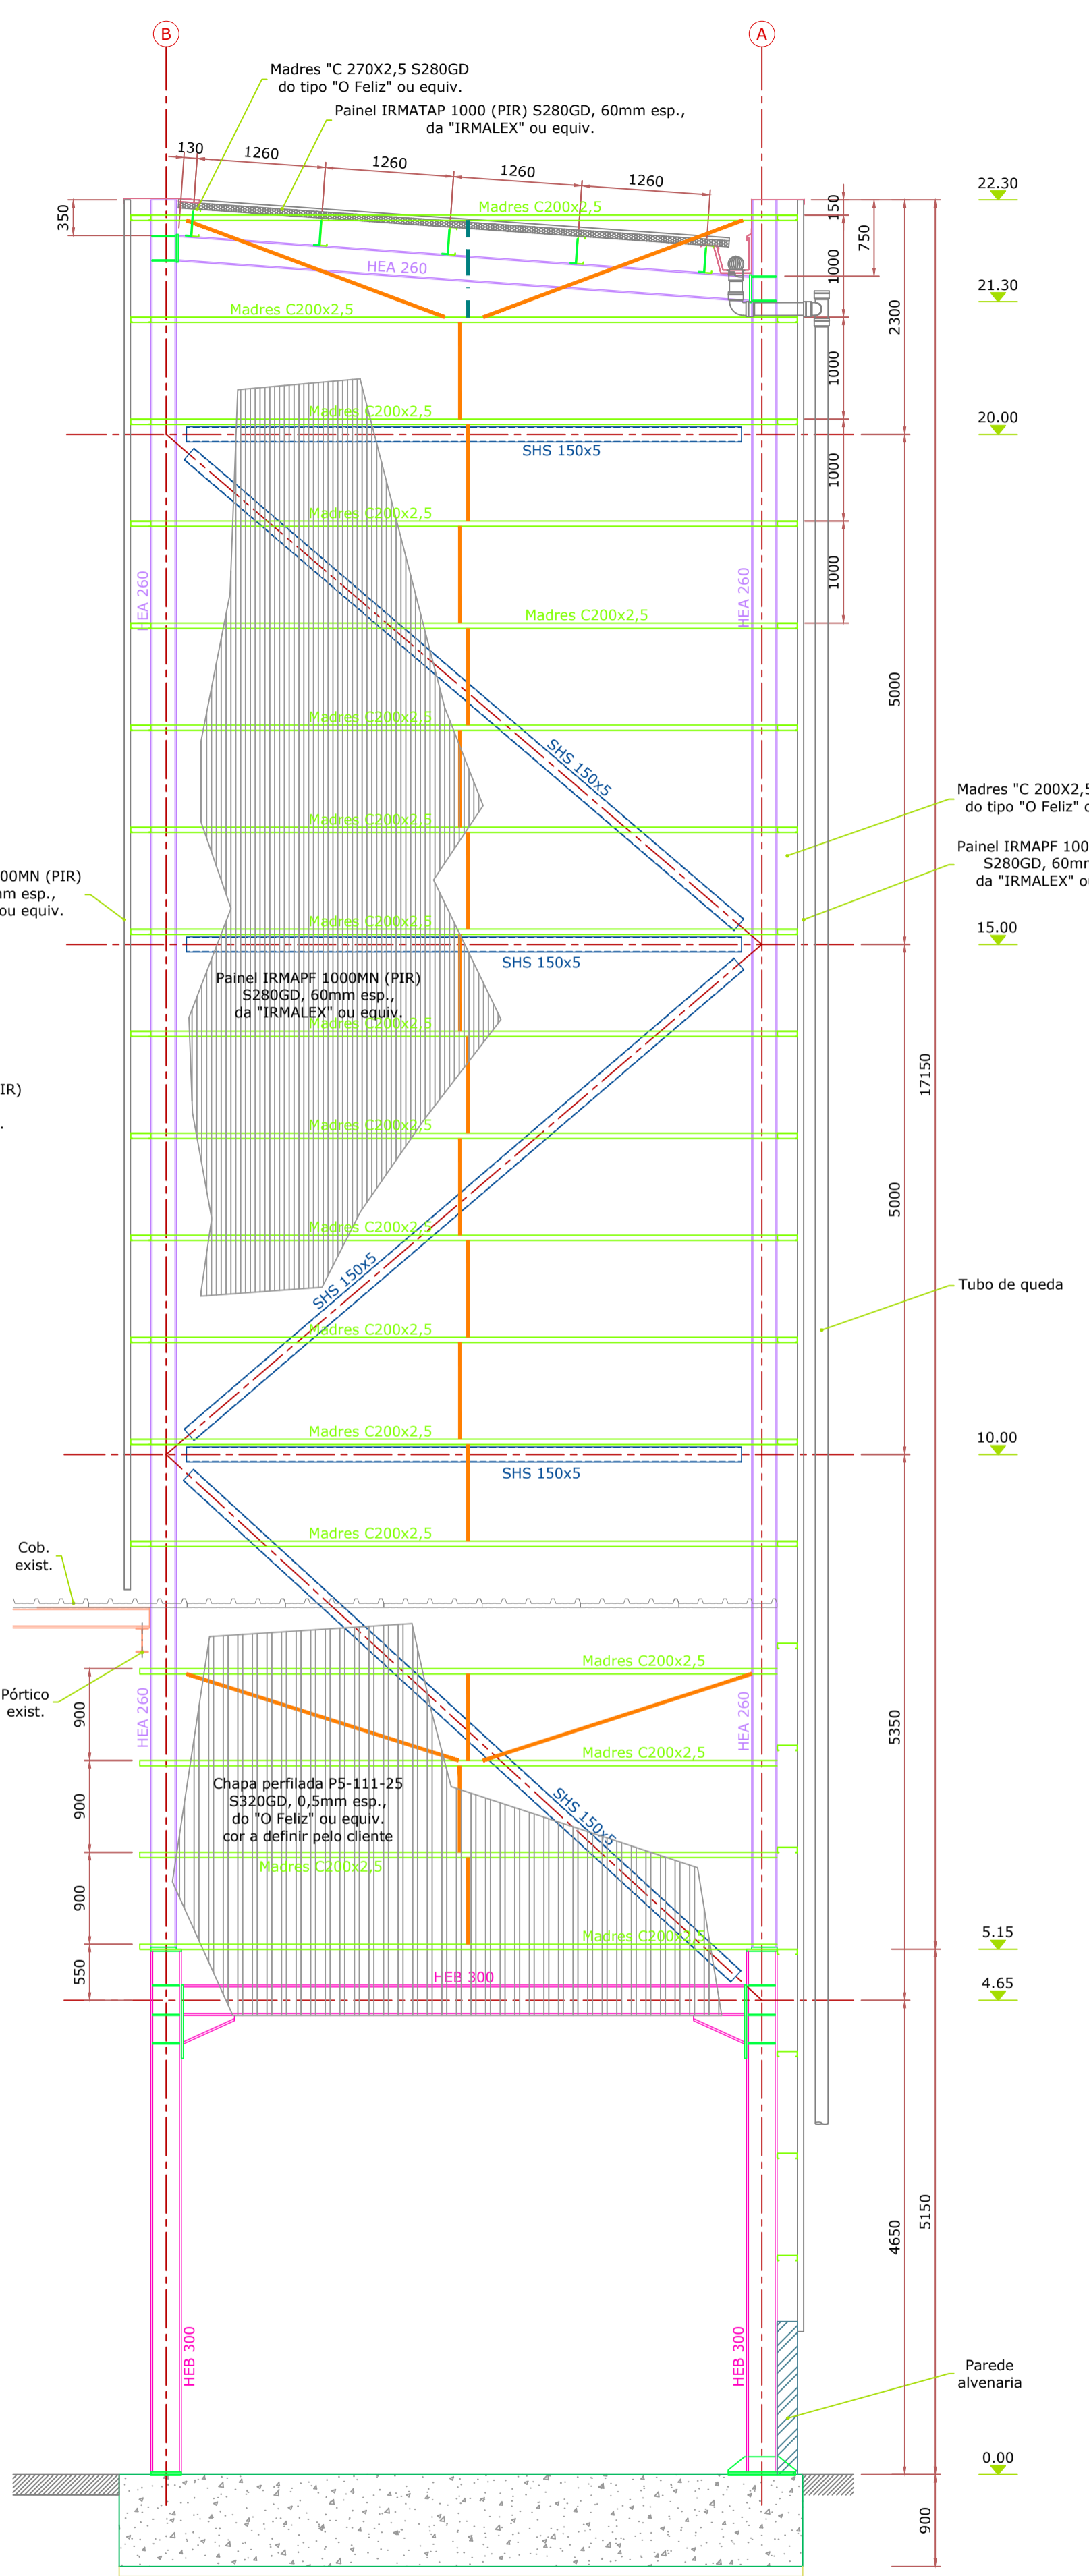 B
A
Madres "C 270X2,5 S280GD
do tipo "O Feliz" ou equiv.
Painel IRMATAP 1000 (PIR) S280GD, 60mm esp.,
da "IRMALEX" ou equiv.
130
1260
1260
1260
1260
22.30
350
150
Madres C200x2,5
750
HEA 260
1000
21.30
Madres C200x2,5
2300
1000
Madres C200x2,5
20.00
SHS 150x5
1000
Madres C200x2,5
HEA 260
HEA 260
1000
Madres C200x2,5
5000
Madres C200x2,5
SHS 150x5
Madres "C 200X2,5
do tipo "O Feliz" o
Madres C200x2,5
Painel IRMAPF 100
S280GD, 60mm
da "IRMALEX" ou
00MN (PIR)
m esp.,
ou equiv.
Madres C200x2,5
15.00
SHS 150x5
Painel IRMAPF 1000MN (PIR)
S280GD, 60mm esp.,
da "IRMALEX" ou equiv.
Madres C200x2,5
17150
IR)
.
Madres C200x2,5
5000
Madres C200x2,5
SHS 150x5
Tubo de queda
Madres C200x2,5
Madres C200x2,5
10.00
SHS 150x5
Madres C200x2,5
Cob.
exist.
Madres C200x2,5
Pórtico
exist.
HEA 260
HEA 260
900
5350
Madres C200x2,5
Chapa perfilada P5-111-25
S320GD, 0,5mm esp.,
do "O Feliz" ou equiv.
cor a definir pelo cliente
SHS 150x5
900
Madres C200x2,5
900
Madres C200x2,5
5.15
550
HEB 300
4.65
4650
5150
HEB 300
HEB 300
Parede
alvenaria
0.00
900